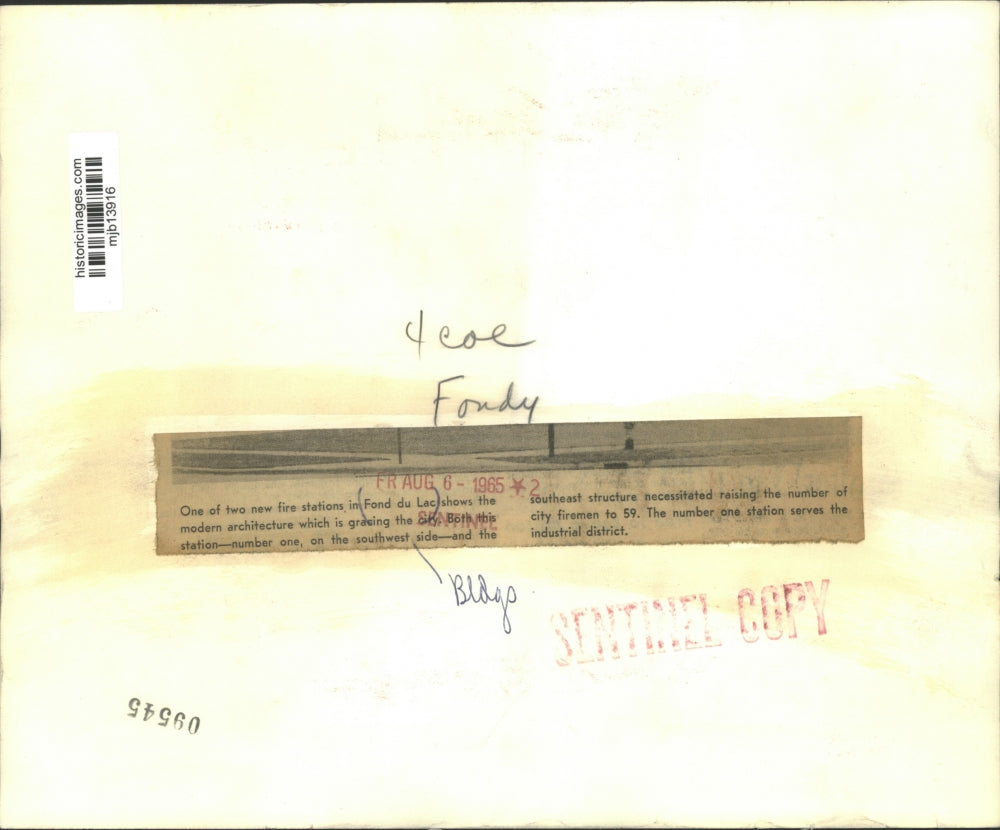 historicimages.com
mjb13916
4 col
Fondy
FR AUG 6 - 1965 ★ 2
SENTINEL
One of two new fire stations in Fond du Lac shows the
modern architecture which is gracing the city. Both this
station—number one, on the southwest side—and the
southeast structure necessitated raising the number of
city firemen to 59. The number one station serves the
industrial district.
Bldgs
SENTINEL COPY
09545